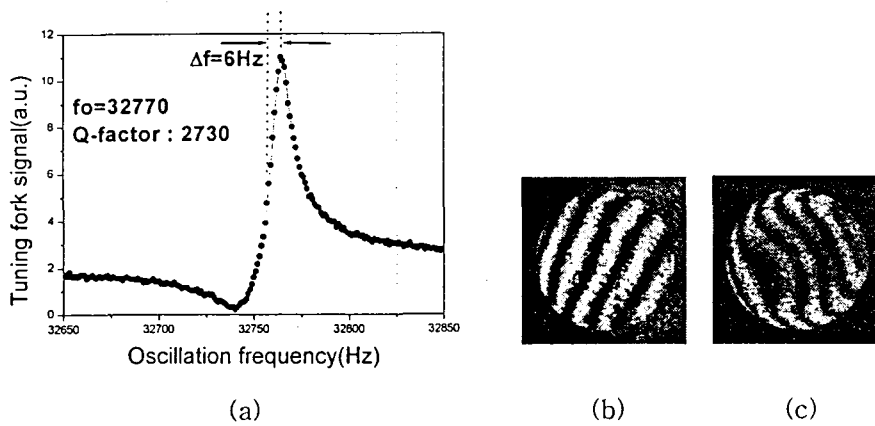 12
10
8
6
4
2
0
Δf=6Hz
fo=32770
Q-factor : 2730
Tuning fork signal(a.u.)
32650
32700
32750
32800
32850
Oscillation frequency(Hz)
(a)
(b)
(c)